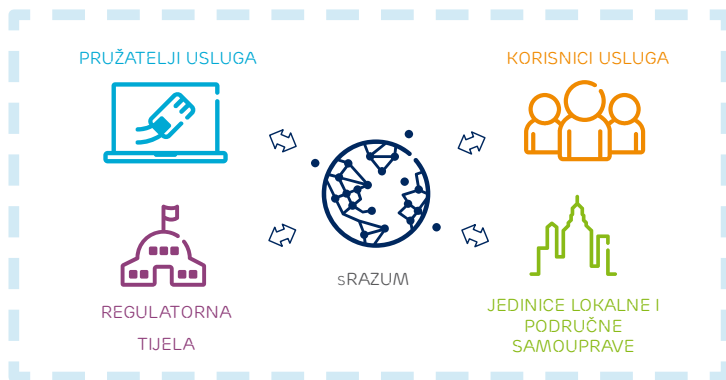 PRUŽATELJI USLUGA
KORISNICI USLUGA
sRAZUM
REGULATORNA
TIJELA
JEDINICE LOKALNE I
PODRUČNE
SAMOUPRAVE